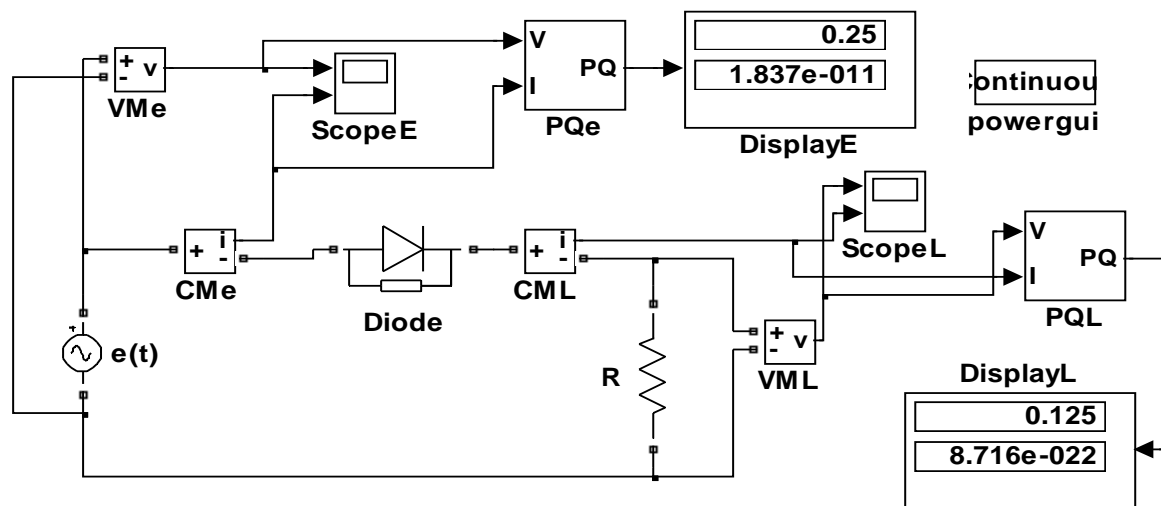 V
0.25
+
v
-
PQ
1.837e-011
VMe
I
Continuou
ScopeE
PQe
powergui
DisplayE
+
i
-
+
i
-
ScopeL
V
PQ
I
CMe
CML
Diode
+
v
-
PQL
+
e(t)
R
VML
DisplayL
0.125
8.716e-022